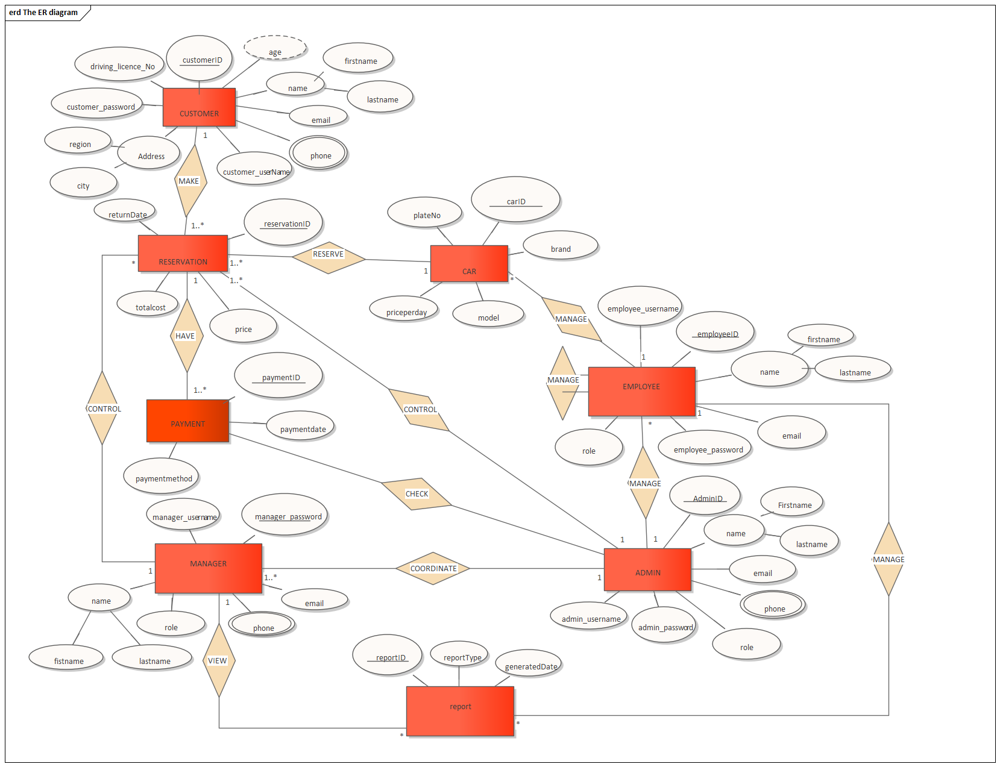 erd The ER diagram
age
customerID
firstname
driving_licence_No
name
lastname
customer_password
CUSTOMER
email
1
region
Address
phone
customer_userName
MAKE
city
carID
returnDate
plateNo
1..*
reservationID
brand
RESERVE
*
RESERVATION
1..*
1
CAR
*
1
1..*
totalcost
priceperday
model
employee_username
MANAGE
price
HAVE
employeeID
firstname
1
paymentID
name
lastname
MANAGE
EMPLOYEE
1..*
CONTROL
CONTROL
1
PAYMENT
*
paymentdate
email
role
employee_password
paymentmethod
MANAGE
CHECK
AdminID
Firstname
manager_username
manager_password
name
1
1
lastname
MANAGER
MANAGE
1
COORDINATE
ADMIN
email
1..*
1
name
1
email
phone
admin_username
role
phone
admin_password
role
reportID
reportType
fistname
lastname
VIEW
generatedDate
report
*
*